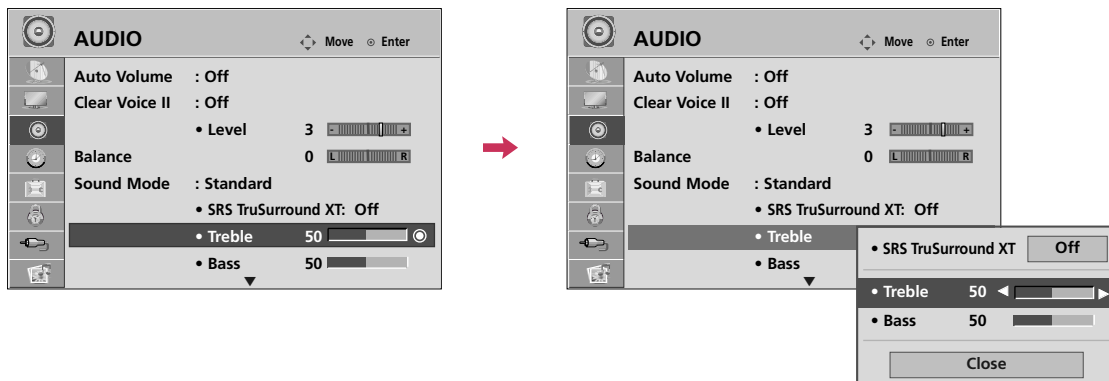 AUDIO Move Enter
Auto Volume : Off
Clear Voice II : Off
• Level 3 - +
Balance 0 L R
Sound Mode : Standard
• SRS TruSurround XT: Off
• Treble 50
• Bass 50
AUDIO Move Enter
Auto Volume : Off
Clear Voice II : Off
• Level 3 - +
Balance 0 L R
Sound Mode : Standard
• SRS TruSurround XT: Off
• Treble
• Bass
• SRS TruSurround XT Off
• Treble 50
• Bass 50
Close